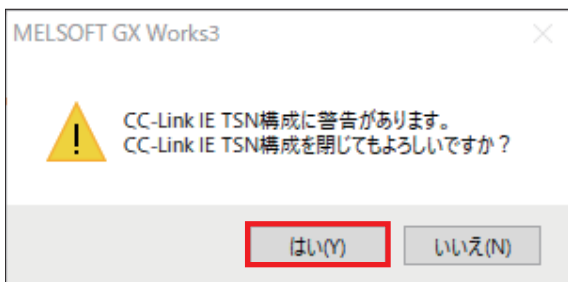 MELSOFT GX Works3
CC-Link IE TSN構成に警告があります。
CC-Link IE TSN構成を閉じてもよろしいですか？
はい(Y)
いいえ(N)